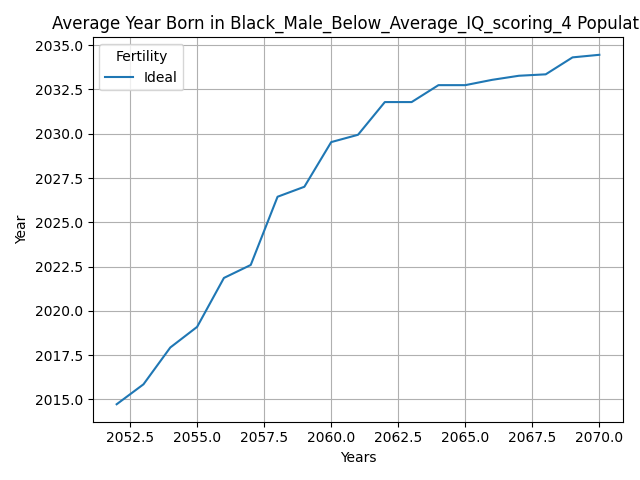 Average Year Born in Black_Male_Below_Average_IQ_scoring_4 Populat
Fertility
Ideal
2035.0
2032.5
2030.0
2027.5
2025.0
2022.5
2020.0
2017.5
2015.0
Year
2052.5 2055.0 2057.5 2060.0 2062.5 2065.0 2067.5 2070.0
Years